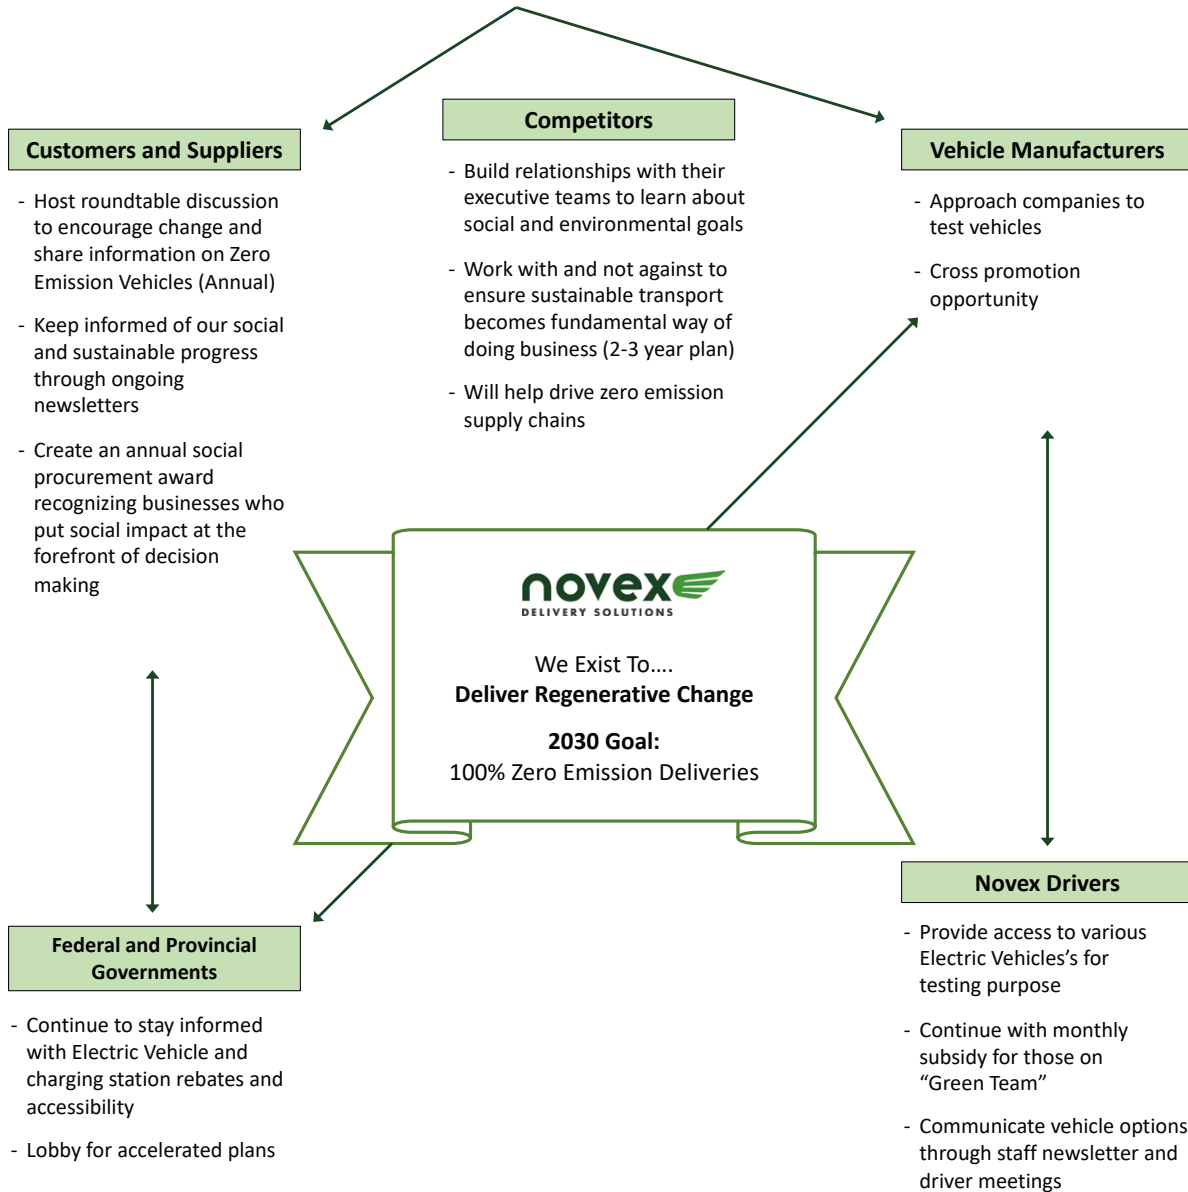 Competitors
- Build relationships with their
executive teams to learn about
social and environmental goals
- Work with and not against to
ensure sustainable transport
becomes fundamental way of
doing business (2-3 year plan)
- Will help drive zero emission
supply chains
Customers and Suppliers
- Host roundtable discussion
to encourage change and
share information on Zero
Emission Vehicles (Annual)
- Keep informed of our social
and sustainable progress
through ongoing
newsletters
- Create an annual social
procurement award
recognizing businesses who
put social impact at the
forefront of decision
making
Vehicle Manufacturers
- Approach companies to
test vehicles
- Cross promotion
opportunity
novex
DELIVERY SOLUTIONS
We Exist To....
Deliver Regenerative Change
2030 Goal:
100% Zero Emission Deliveries
Federal and Provincial
Governments
- Continue to stay informed
with Electric Vehicle and
charging station rebates and
accessibility
- Lobby for accelerated plans
Novex Drivers
- Provide access to various
Electric Vehicles's for
testing purpose
- Continue with monthly
subsidy for those on
“Green Team”
- Communicate vehicle options
through staff newsletter and
driver meetings